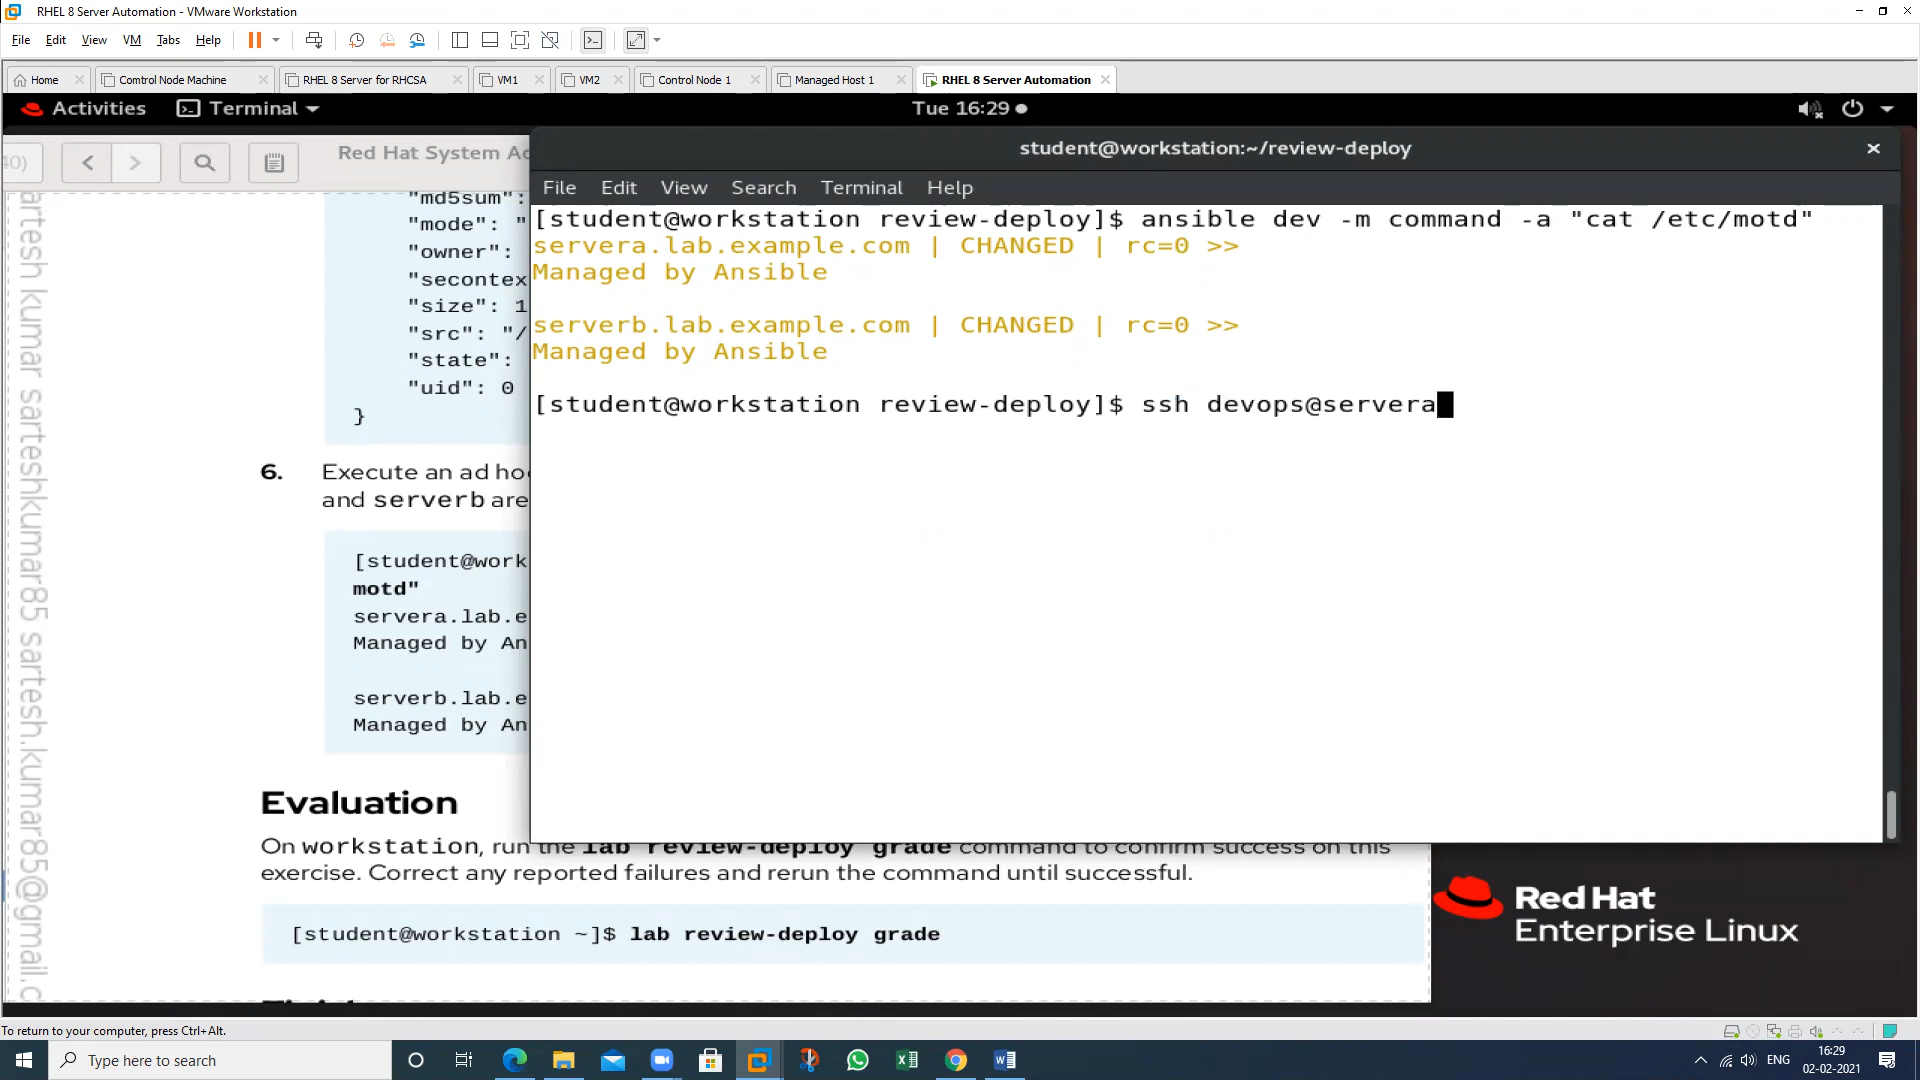 RHEL 8 Server Automation - VMware Workstation
File Edit View VM Tabs Help
Home Comtrol Node Machine RHEL 8 Server for RHCSA VM1 VM2 Control Node 1 Managed Host 1 RHEL 8 Server Automation
Activities Terminal Tue 16:29
40) Red Hat System Ad
student@workstation:~/review-deploy
File Edit View Search Terminal Help
[student@workstation review-deploy]$ ansible dev -m command -a "cat /etc/motd"
servera.lab.example.com | CHANGED | rc=0 >>
Managed by Ansible
serverb.lab.example.com | CHANGED | rc=0 >>
Managed by Ansible
[student@workstation review-deploy]$ ssh devops@servera
"md5sum":
"mode": "
"owner":
"secontex
"size": 1
"src": "/
"state":
"uid": 0
}
6. Execute an ad ho
and serverb are
[student@work
motd"
servera.lab.e
Managed by An
serverb.lab.e
Managed by An
Evaluation
On workstation, run the lab review-deploy grade command to confirm success on this
exercise. Correct any reported failures and rerun the command until successful.
[student@workstation ~]$ lab review-deploy grade
sartesh kumar sarteshkumar85 sartesh.kumar85@gmail.c
Red Hat
Enterprise Linux
To return to your computer, press Ctrl+Alt.
Type here to search
ENG
16:29
02-02-2021